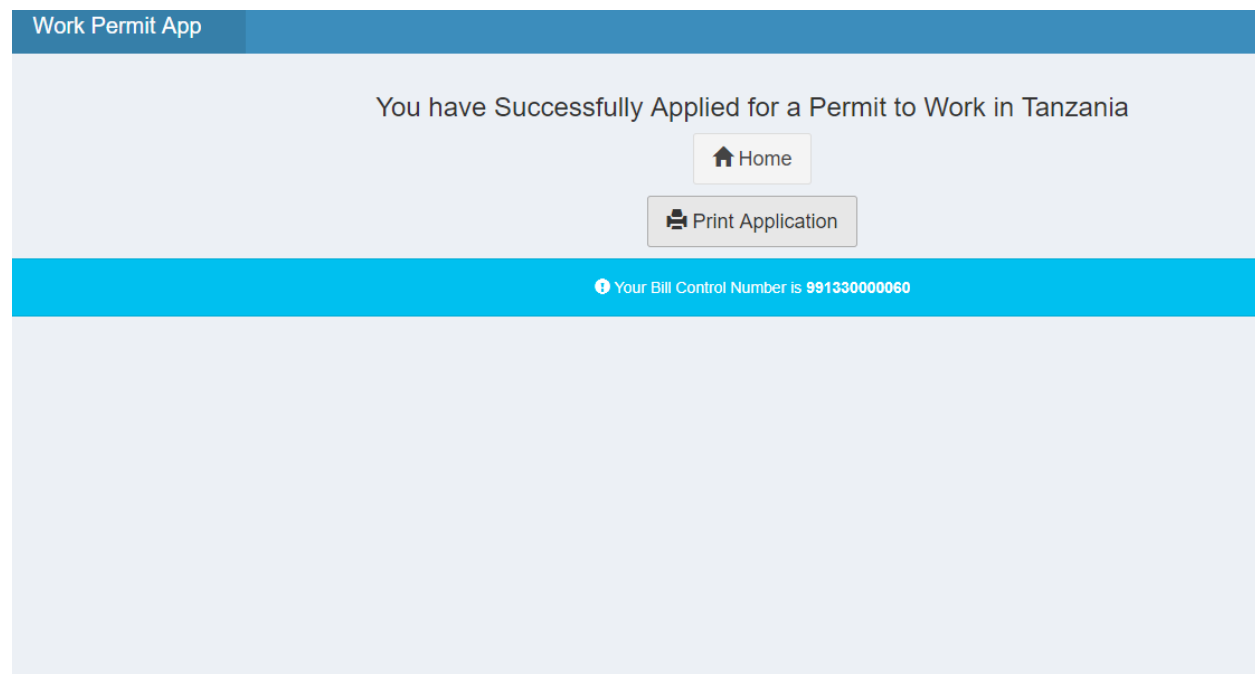 Work Permit App
You have Successfully Applied for a Permit to Work in Tanzania
Home
Print Application
Your Bill Control Number is 991330000060